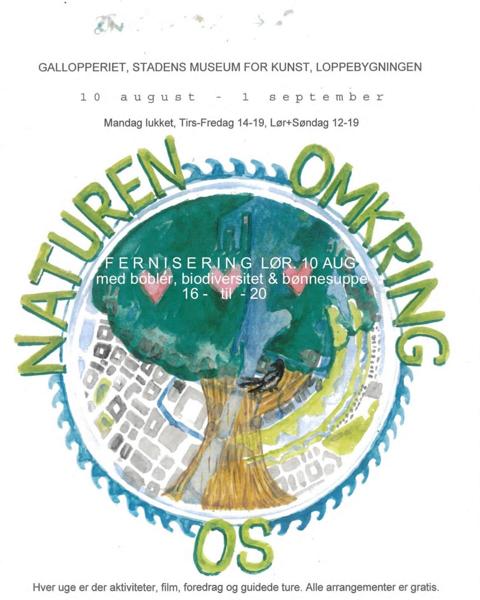 GALLOPPERIET, STADENS MUSEUM FOR KUNST, LOPPEBYGNINGEN
10 august - 1 september
Mandag lukket, Tirs-Fredag 14-19, Lør+Søndag 12-19
NATUREN OMKRING OS
FERNISERING LØR 10 AUG
med bobler, biodiversitet & bønnesuppe
16 - til - 20
Hver uge er der aktiviteter, film, foredrag og guidede ture. Alle arrangementer er gratis.